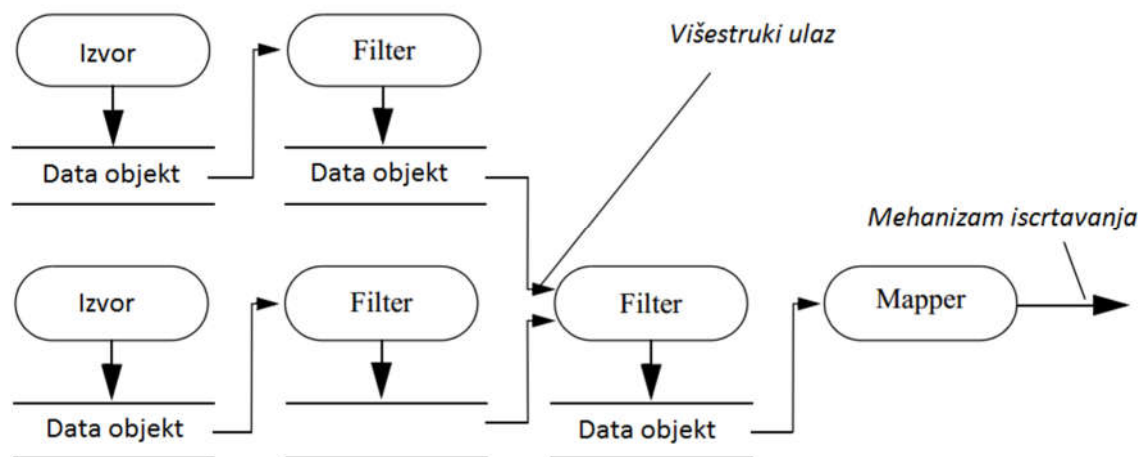 Izvor
Filter
Višestruki ulaz
Data objekt
Data objekt
Mehanizam iscrtavanja
Izvor
Filter
Filter
Mapper
Data objekt
Data objekt